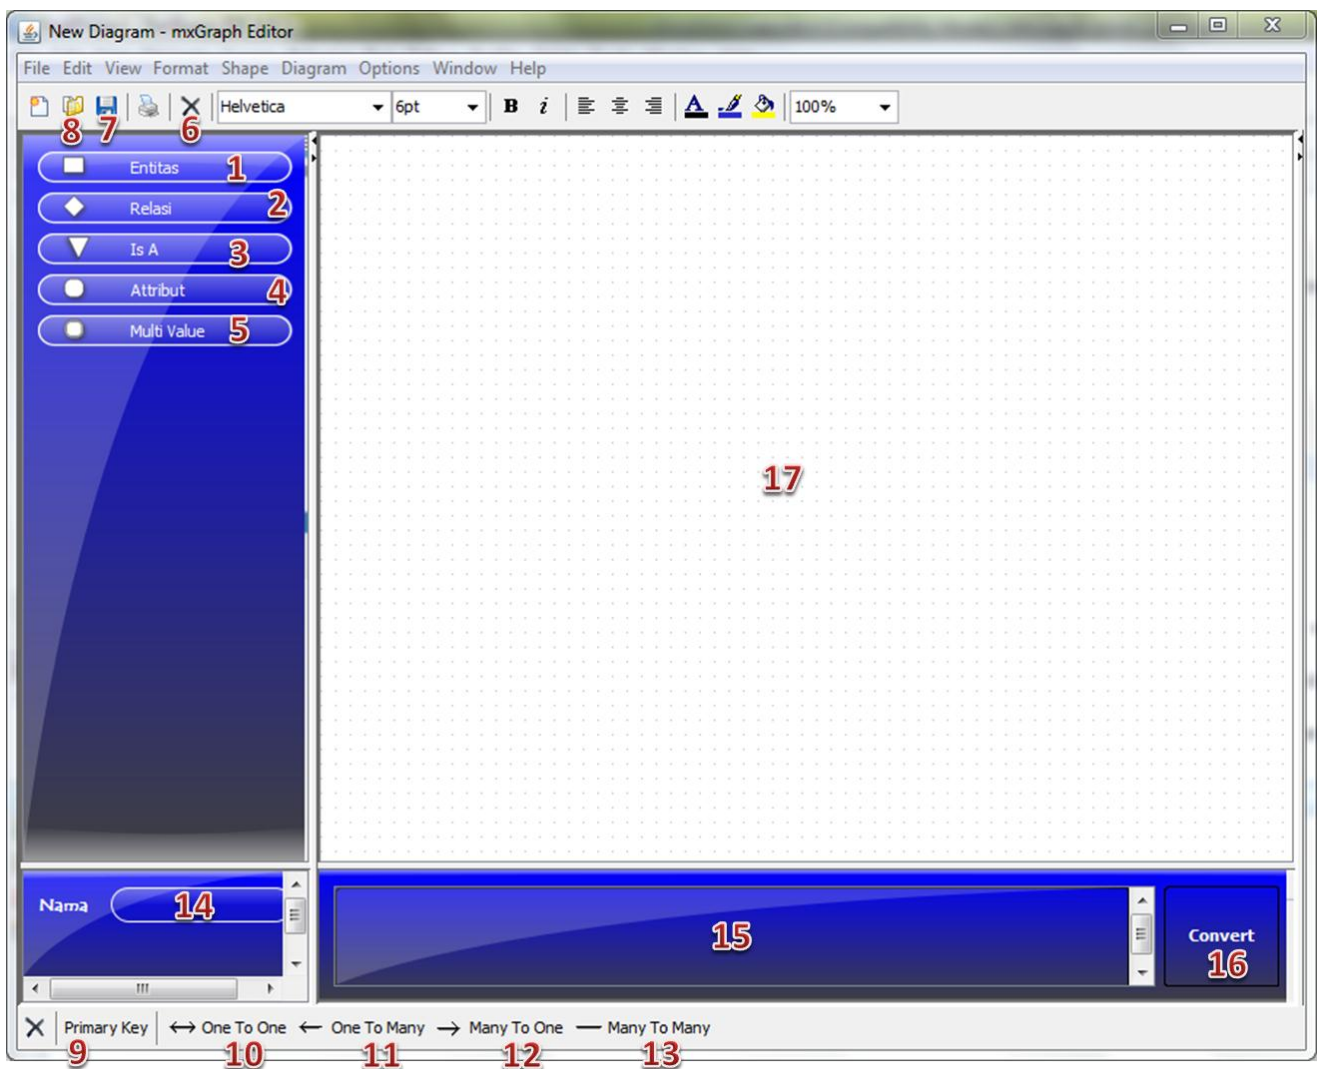 New Diagram - mxGraph Editor
File Edit View Format Shape Diagram Options Window Help
Helvetica 6pt B i A 100%
8 7 6
Entitas 1
Relasi 2
Is A 3
Attribut 4
Multi Value 5
17
Nama 14
15
Convert
16
Primary Key One To One One To Many Many To One Many To Many
9 10 11 12 13